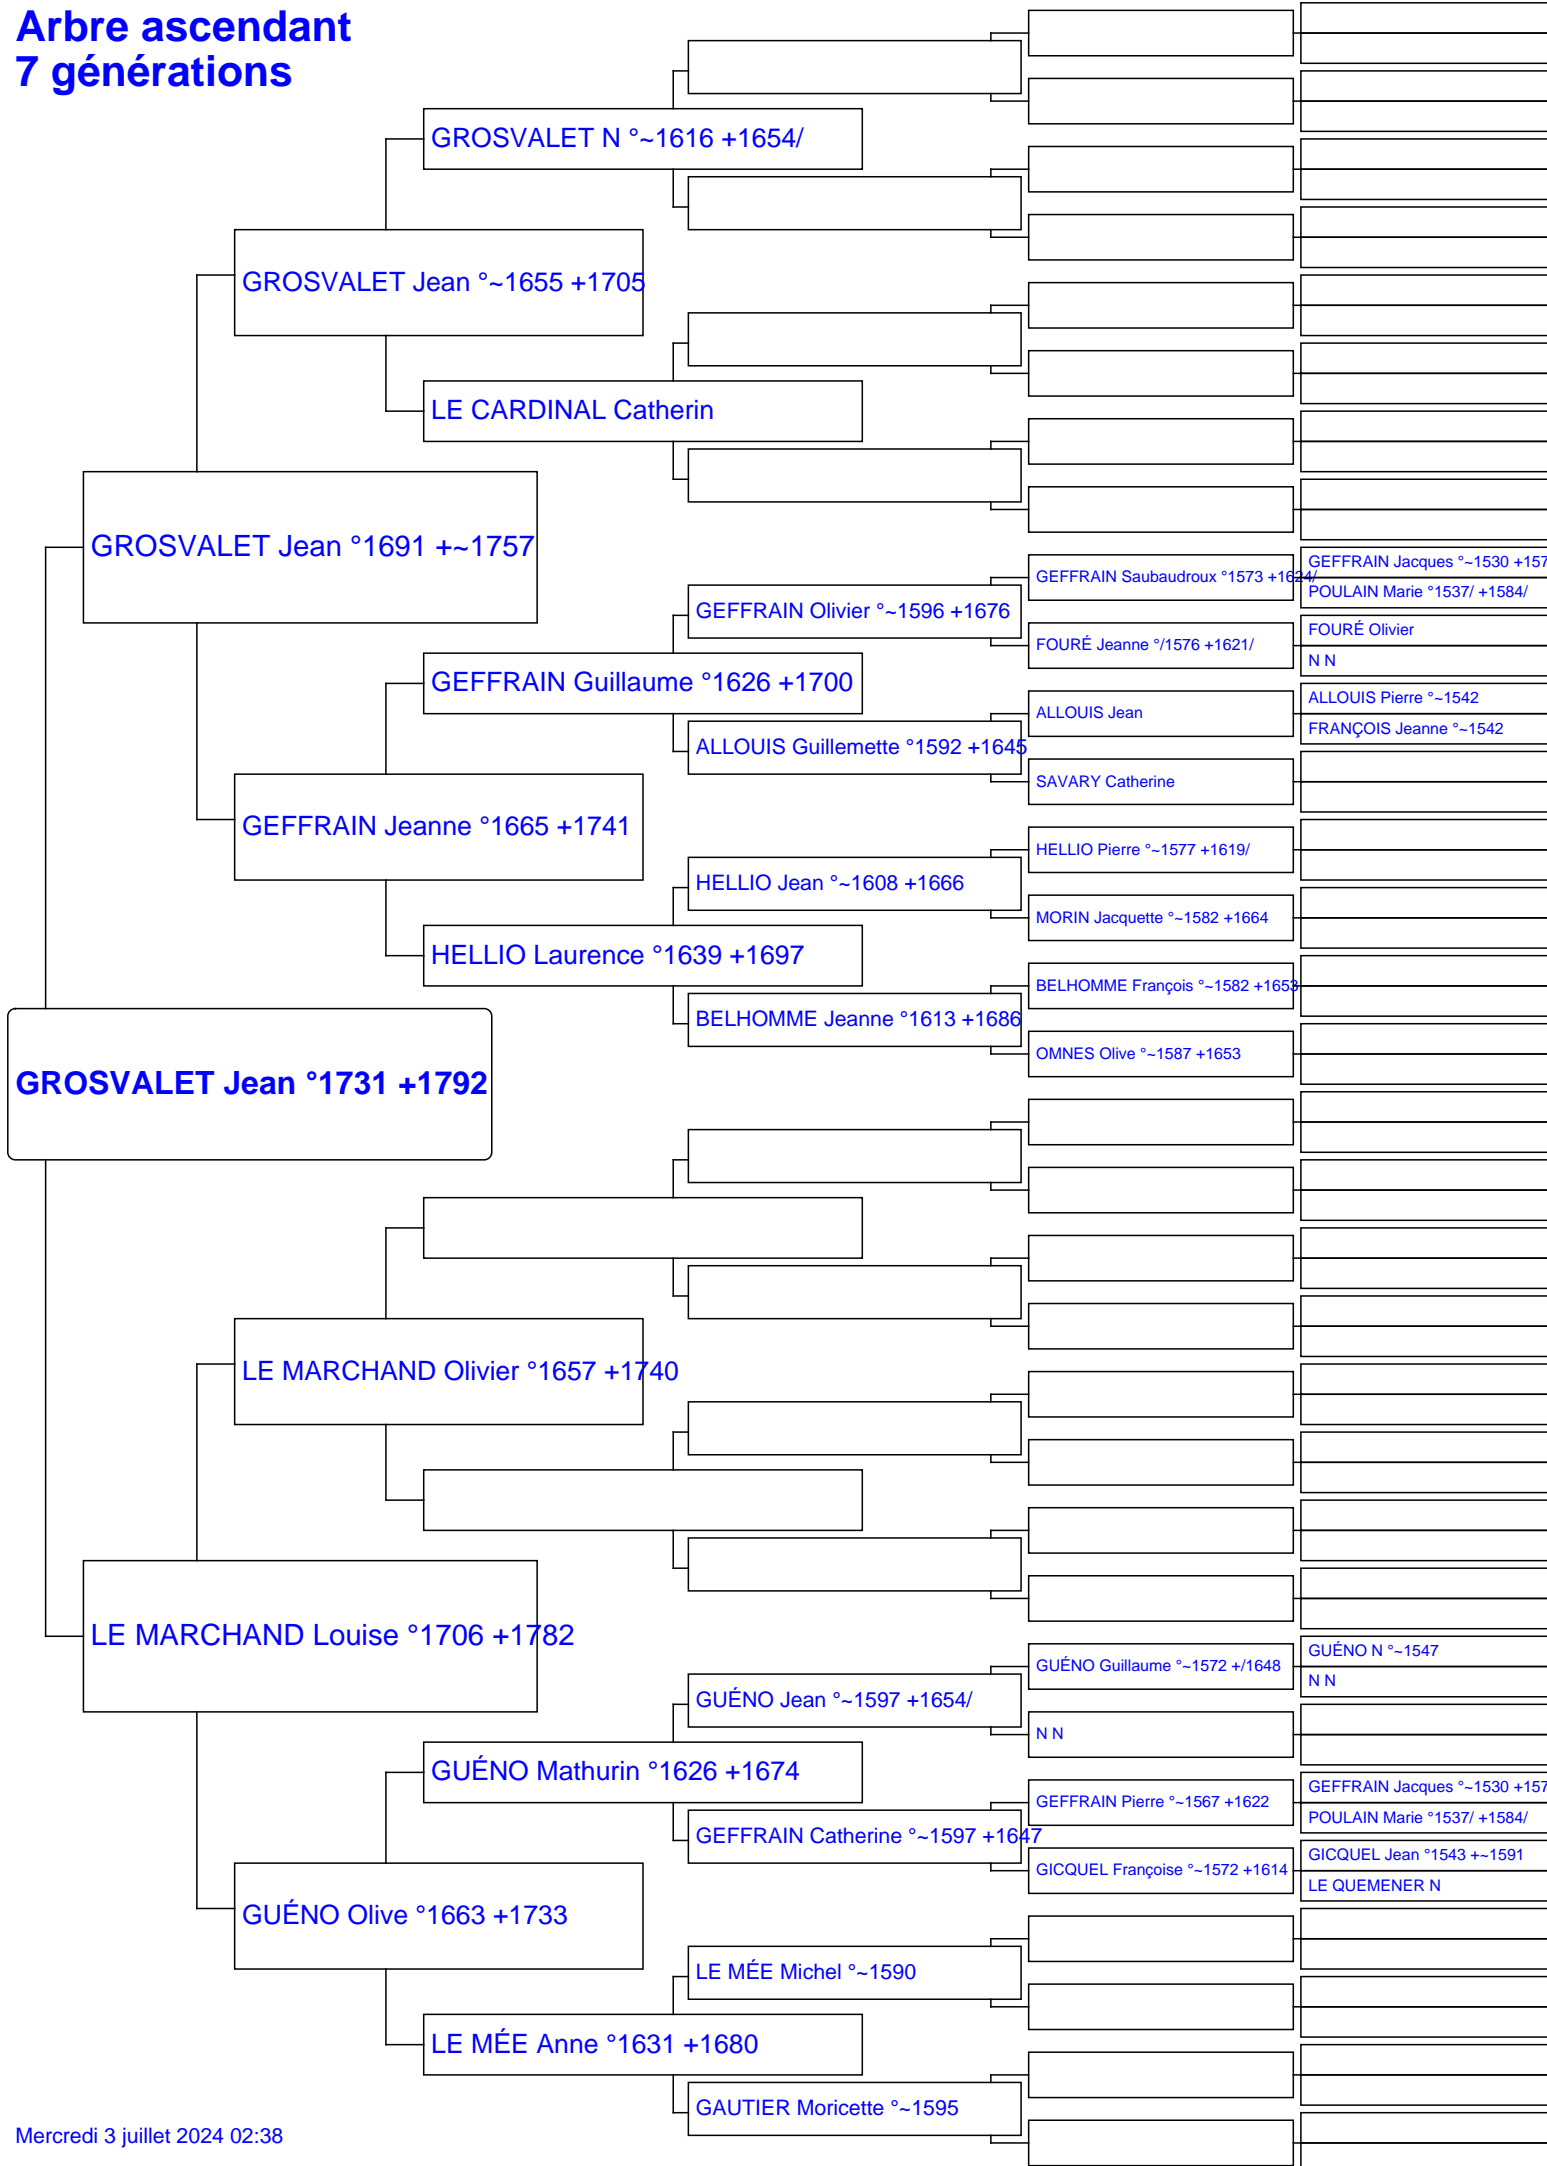 Arbre ascendant
7 générations
GROSVALET N °~1616 +1654/
GROSVALET Jean °~1655 +1705
LE CARDINAL Catherin
GROSVALET Jean °1691 +~1757
GEFFRAIN Saubaudroux °1573 +1624/
GEFFRAIN Jacques °~1530 +157
POULAIN Marie °1537/ +1584/
GEFFRAIN Olivier °~1596 +1676
FOURÉ Jeanne °/1576 +1621/
FOURÉ Olivier
N N
GEFFRAIN Guillaume °1626 +1700
ALLOUIS Jean
ALLOUIS Pierre °~1542
FRANÇOIS Jeanne °~1542
ALLOUIS Guillemette °1592 +1645
SAVARY Catherine
GEFFRAIN Jeanne °1665 +1741
HELLIO Pierre °~1577 +1619/
HELLIO Jean °~1608 +1666
MORIN Jacquette °~1582 +1664
HELLIO Laurence °1639 +1697
BELHOMME François °~1582 +1653
BELHOMME Jeanne °1613 +1686
OMNES Olive °~1587 +1653
GROSVALET Jean °1731 +1792
LE MARCHAND Olivier °1657 +1740
LE MARCHAND Louise °1706 +1782
GUÉNO Guillaume °~1572 +/1648
GUÉNO N °~1547
N N
GUÉNO Jean °~1597 +1654/
N N
GUÉNO Mathurin °1626 +1674
GEFFRAIN Pierre °~1567 +1622
GEFFRAIN Jacques °~1530 +157
POULAIN Marie °1537/ +1584/
GEFFRAIN Catherine °~1597 +1647
GICQUEL Françoise °~1572 +1614
GICQUEL Jean °1543 +~1591
LE QUEMENER N
GUÉNO Olive °1663 +1733
LE MÉE Michel °~1590
LE MÉE Anne °1631 +1680
GAUTIER Moricette °~1595
Mercredi 3 juillet 2024 02:38